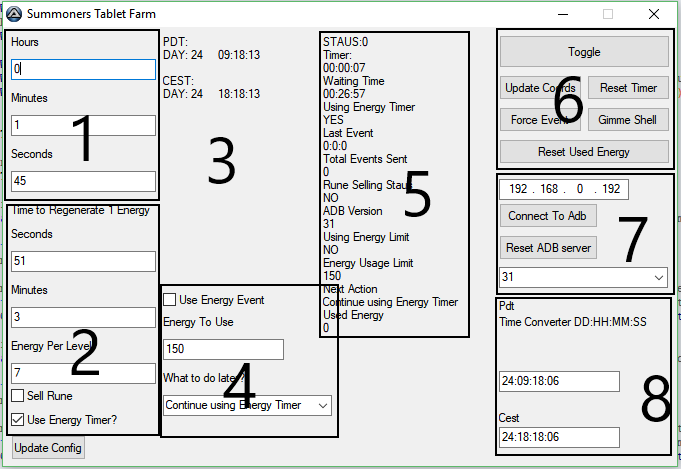 Summoners Tablet Farm
Hours
0
Minutes
1
Seconds
45
1
Time to Regenerate 1 Energy
Seconds
51
Minutes
3
Energy Per Level
7
Sell Rune
Use Energy Timer?
2
Update Config
PDT:
DAY: 24 09:18:13
CEST:
DAY: 24 18:18:13
3
Use Energy Event
Energy To Use
150
What to do later?
Continue using Energy Timer
4
STAUS:0
Timer:
00:00:07
Waiting Time
00:26:57
Using Energy Timer
YES
Last Event
0:0:0
Total Events Sent
0
Rune Selling Staus
NO
ADB Version
31
Using Energy Limit
NO
Energy Usage Limit
150
Next Action
Continue using Energy Timer
Used Energy
0
5
Toggle
Update Coords Reset Timer
Force Event Gimme Shell
Reset Used Energy
6
192 . 168 . 0 . 192
Connect To Adb
Reset ADB server
31
7
Pdt
Time Converter DD:HH:MM:SS
24:09:18:06
Cest
24:18:18:06
8